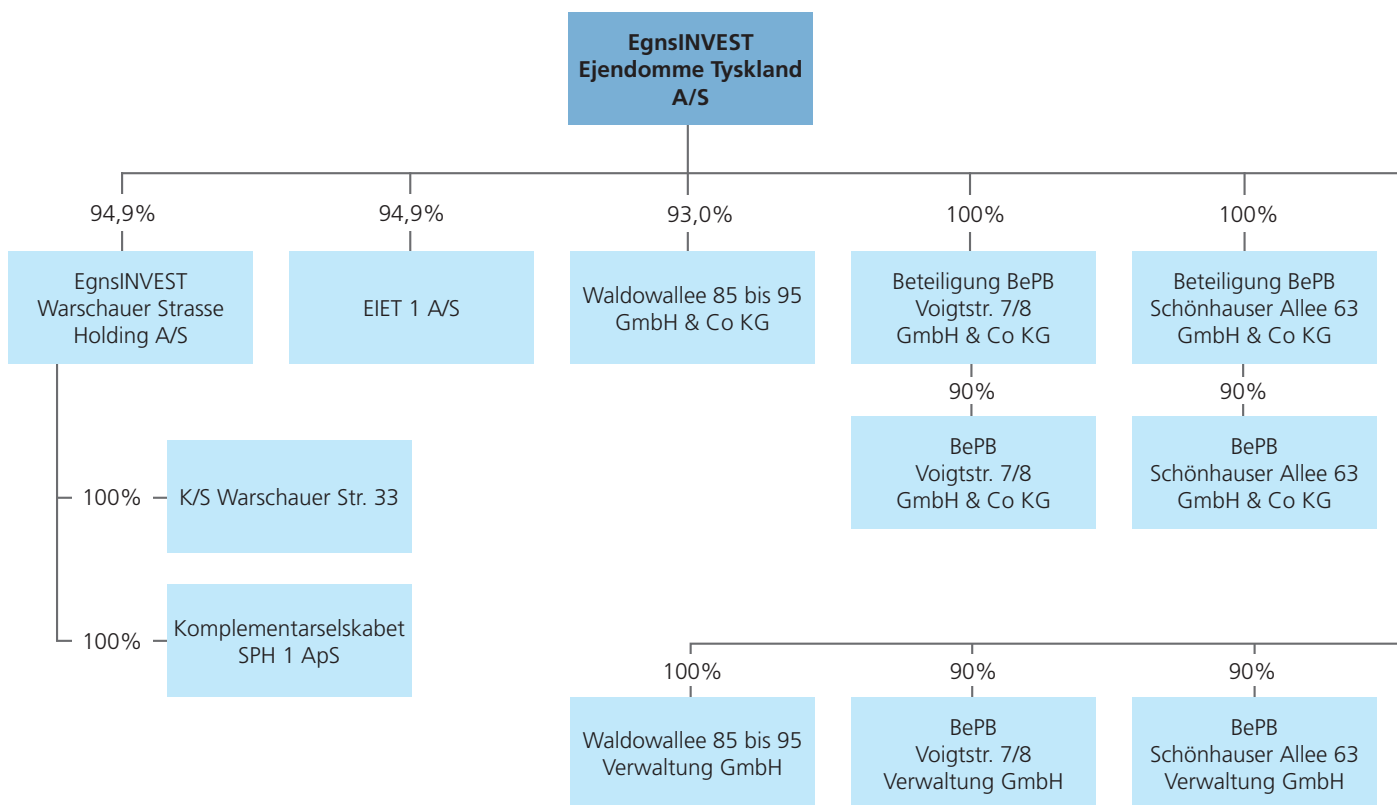 EgnsINVEST
Ejendomme Tyskland
A/S
94,9%
94,9%
93,0%
100%
100%
EgnsINVEST
Warschauer Strasse
Holding A/S
EIET 1 A/S
Waldowallee 85 bis 95
GmbH & Co KG
Beteiligung BePB
Voigtstr. 7/8
GmbH & Co KG
Beteiligung BePB
Schönhauser Allee 63
GmbH & Co KG
90%
90%
BePB
Voigtstr. 7/8
GmbH & Co KG
BePB
Schönhauser Allee 63
GmbH & Co KG
100%
K/S Warschauer Str. 33
100%
Komplementarselskabet
SPH 1 ApS
100%
90%
90%
Waldowallee 85 bis 95
Verwaltung GmbH
BePB
Voigtstr. 7/8
Verwaltung GmbH
BePB
Schönhauser Allee 63
Verwaltung GmbH